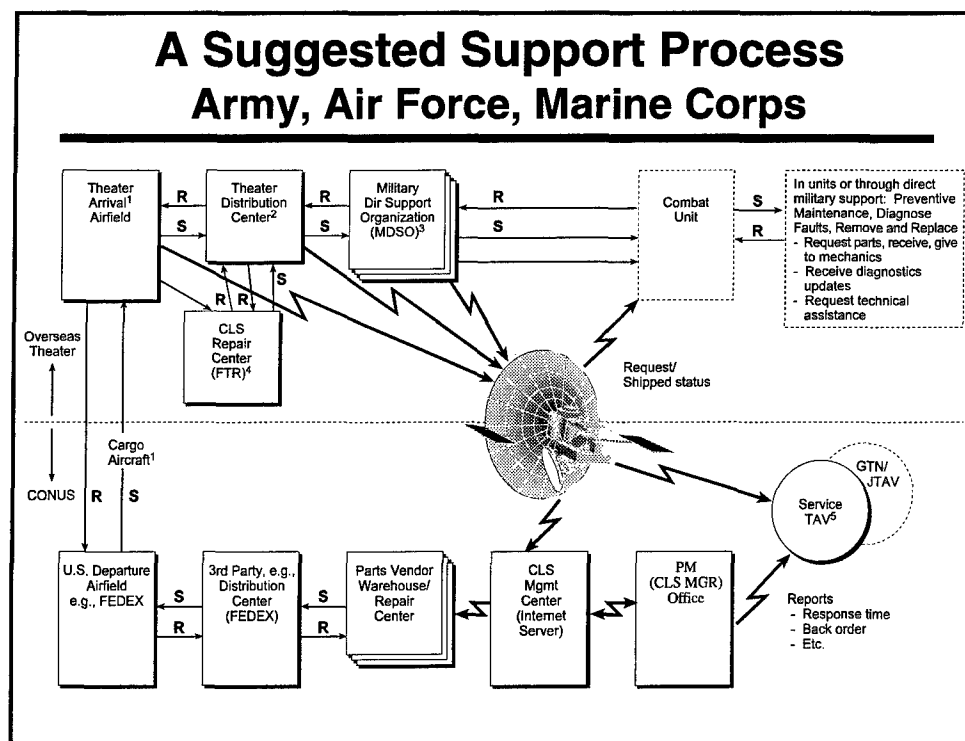 A Suggested Support Process
Army, Air Force, Marine Corps
Theater
Arrival1
Airfield
R
S
Theater
Distribution
Center2
R
S
Military
Dir Support
Organization
(MDSO)3
R
S
Combat
Unit
S
R
In units or through direct
military support: Preventive
Maintenance, Diagnose
Faults, Remove and Replace
- Request parts, receive, give
to mechanics
- Receive diagnostics
updates
- Request technical
assistance
R
R
S
CLS
Repair
Center
(FTR)4
Overseas
Theater
CONUS
R
S
Cargo
Aircraft1
Request/
Shipped status
GTN/
JTAV
Service
TAV5
U.S. Departure
Airfield
e.g., FEDEX
S
R
3rd Party, e.g.,
Distribution
Center
(FEDEX)
S
R
Parts Vendor
Warehouse/
Repair
Center
CLS
Mgmt
Center
(Internet
Server)
PM
(CLS MGR)
Office
Reports
- Response time
- Back order
- Etc.